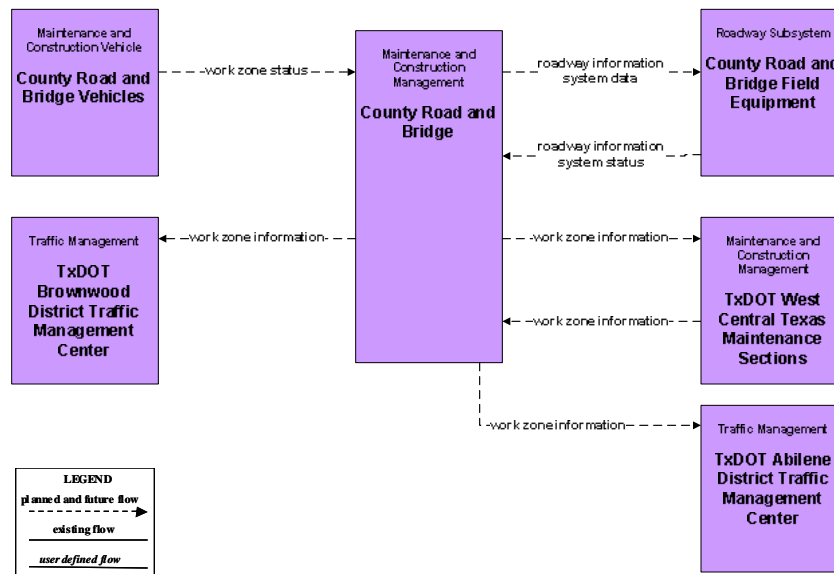 Maintenance and
Construction Vehicle
County Road and
Bridge Vehicles
work zone status
Maintenance and
Construction
Management
County Road and
Bridge
roadway information
system data
Roadway Subsystem
County Road and
Bridge Field
Equipment
roadway information
system status
Traffic Management
TxDOT
Brownwood
District Traffic
Management
Center
work zone information
work zone information
Maintenance and
Construction
Management
TxDOT West
Central Texas
Maintenance
Sections
work zone information
work zone information
Traffic Management
TxDOT Abilene
District Traffic
Management
Center
LEGEND
planned and future flow
existing flow
user defined flow